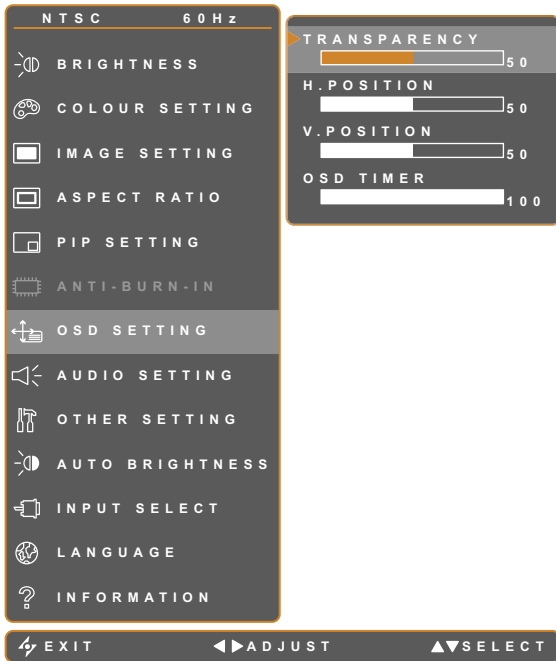 NTSC 60Hz
BRIGHTNESS
COLOUR SETTING
IMAGE SETTING
ASPECT RATIO
PIP SETTING
ANTI-BURN-IN
OSD SETTING
AUDIO SETTING
OTHER SETTING
AUTO BRIGHTNESS
INPUT SELECT
LANGUAGE
INFORMATION
TRANSPARENCY
50
H.POSITION
50
V.POSITION
50
OSD TIMER
100
EXIT ◀▶ADJUST ▲▼SELECT